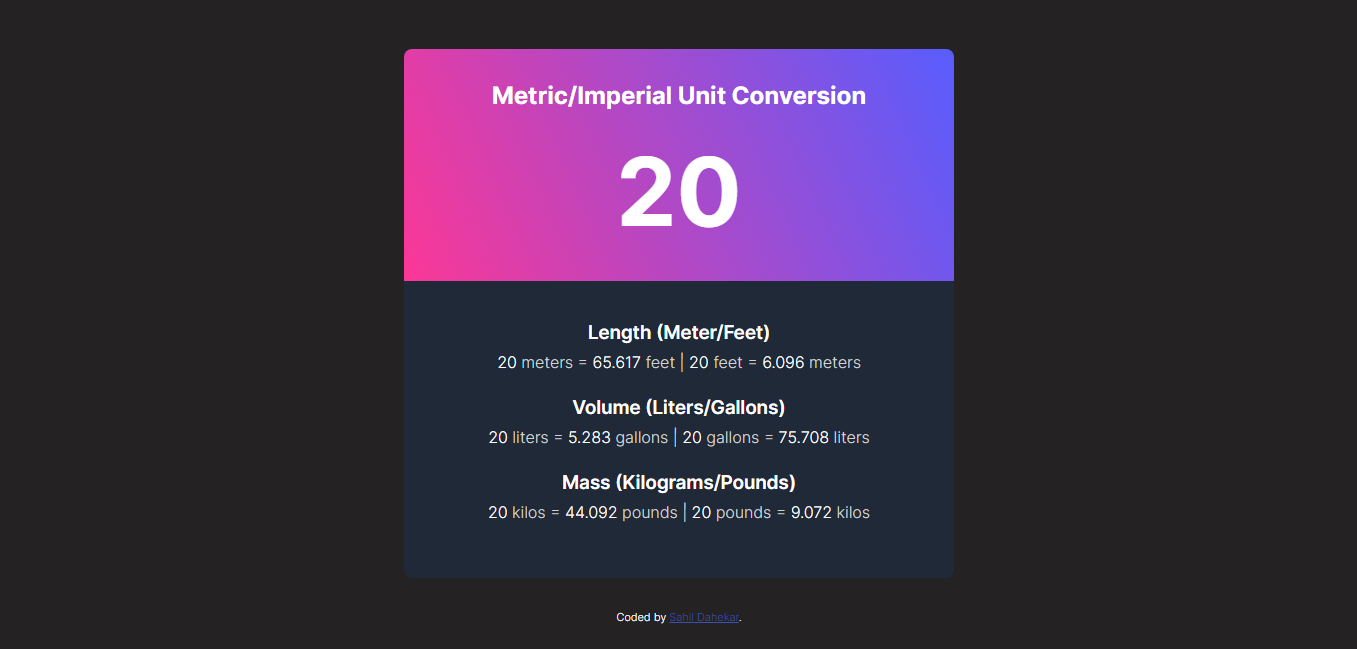 Metric/Imperial Unit Conversion
20
Length (Meter/Feet)
20 meters = 65.617 feet | 20 feet = 6.096 meters
Volume (Liters/Gallons)
20 liters = 5.283 gallons | 20 gallons = 75.708 liters
Mass (Kilograms/Pounds)
20 kilos = 44.092 pounds | 20 pounds = 9.072 kilos
Coded by Sahil Dahekar.